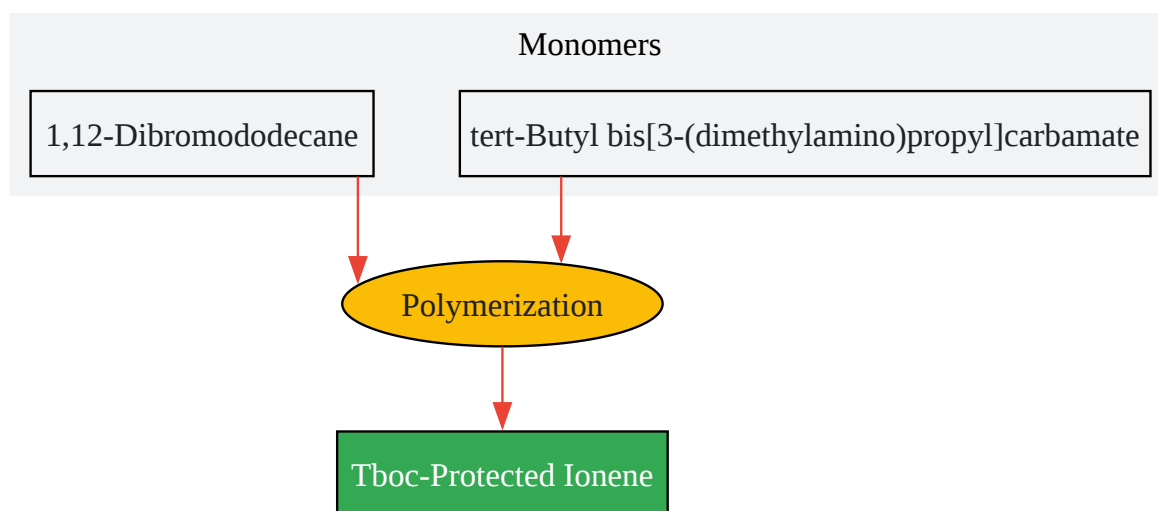 Monomers
1,12-Dibromododecane
tert-Butyl bis[3-(dimethylamino)propyl]carbamate
Polymerization
Tboc-Protected Ionene